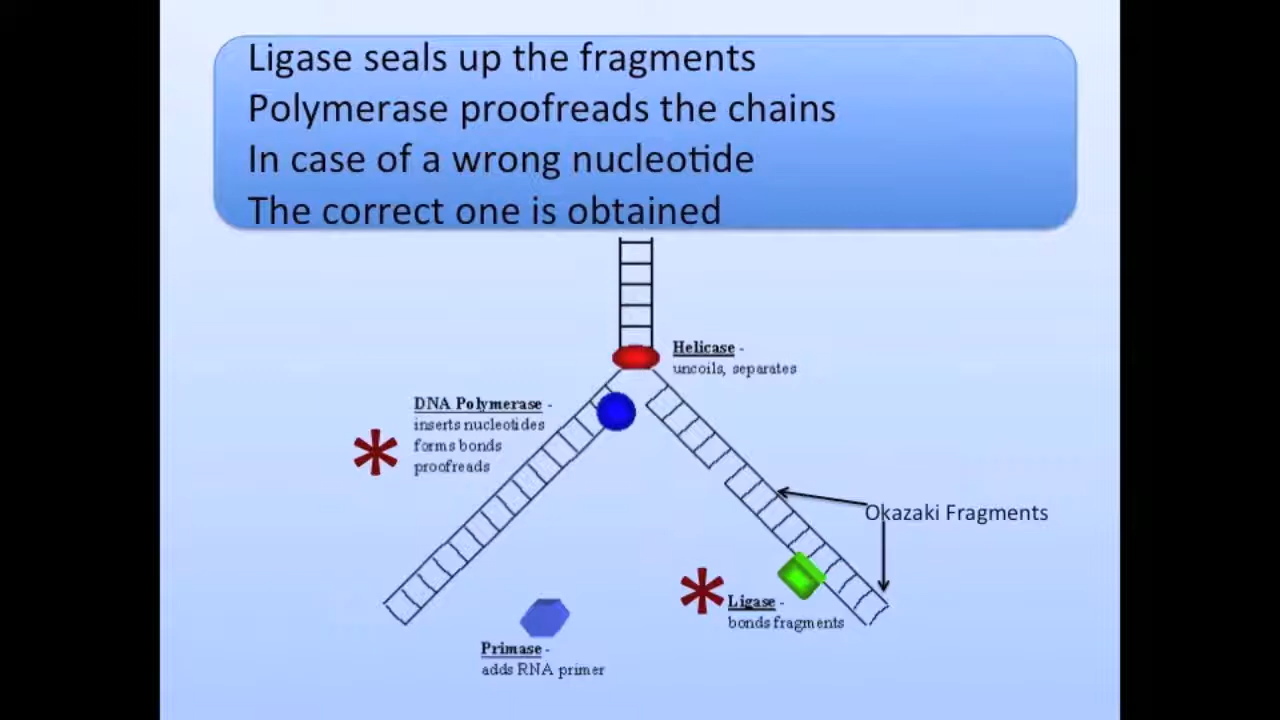 Ligase seals up the fragments
Polymerase proofreads the chains
In case of a wrong nucleotide
The correct one is obtained
Helicase -
uncoils, separates
DNA Polymerase -
inserts nucleotides
forms bonds
proofreads
*
Okazaki Fragments
*
Ligase -
bonds fragments
Primase -
adds RNA primer